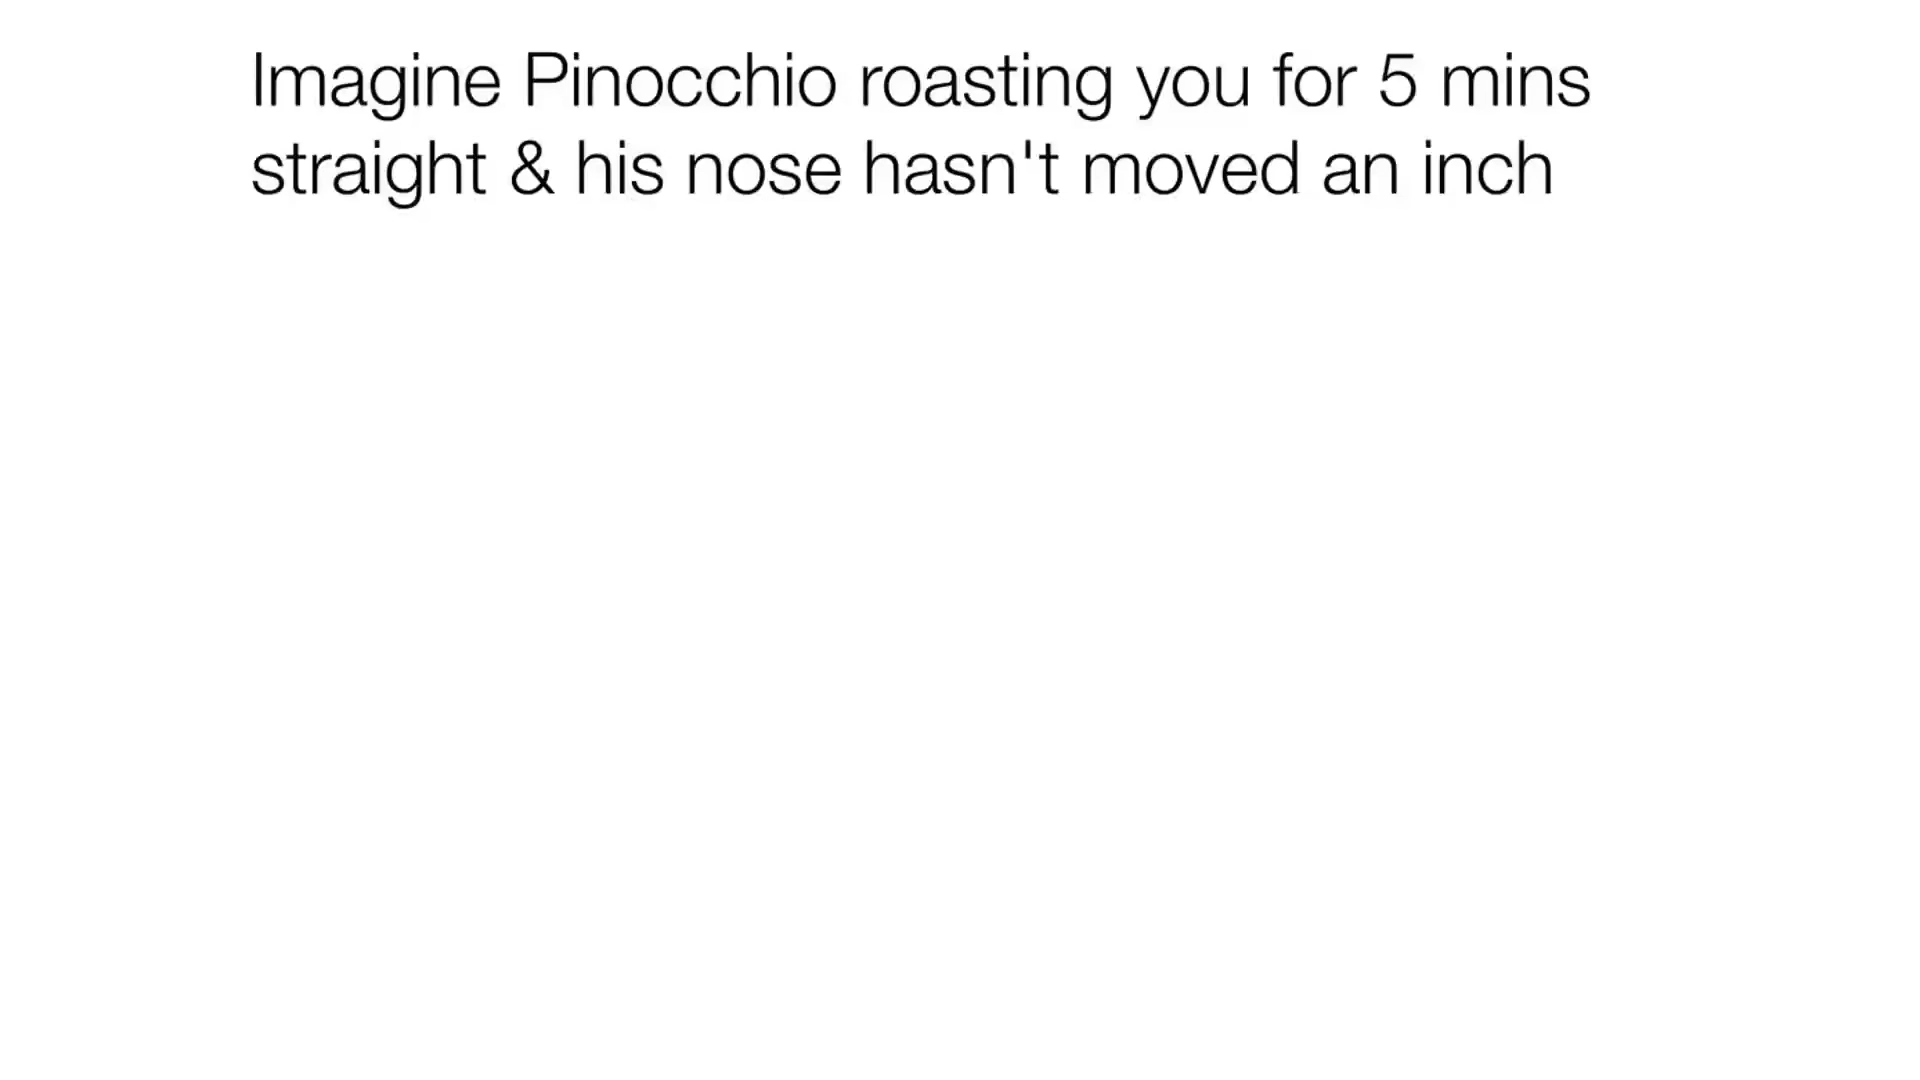 Imagine Pinocchio roasting you for 5 mins
straight & his nose hasn't moved an inch